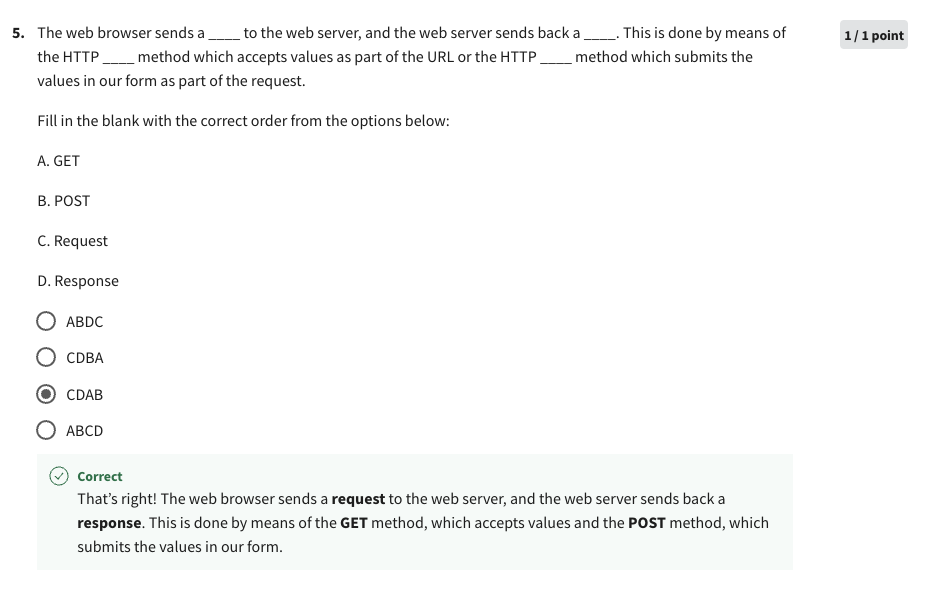 5. The web browser sends a ____ to the web server, and the web server sends back a ____. This is done by means of
1 / 1 point
the HTTP ____ method which accepts values as part of the URL or the HTTP ____ method which submits the
values in our form as part of the request.
Fill in the blank with the correct order from the options below:
A. GET
B. POST
C. Request
D. Response
ABDC
CDBA
CDAB
ABCD
Correct
That’s right! The web browser sends a request to the web server, and the web server sends back a
response. This is done by means of the GET method, which accepts values and the POST method, which
submits the values in our form.